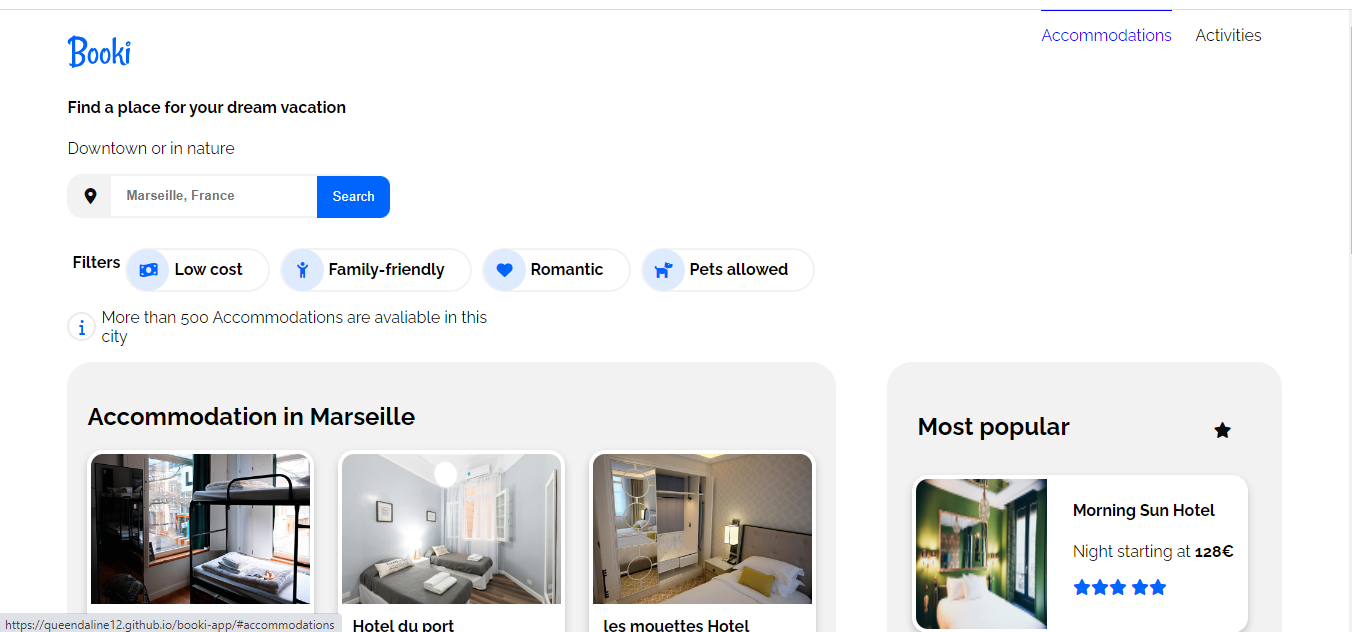 Booki
Accommodations
Activities
Find a place for your dream vacation
Downtown or in nature
Marseille, France
Search
Filters
Low cost
Family-friendly
Romantic
Pets allowed
More than 500 Accommodations are avaliable in this
city
Accommodation in Marseille
Most popular
Morning Sun Hotel
Night starting at 128€
Hotel du port
les mouettes Hotel
https://queendaline12.github.io/booki-app/#accommodations